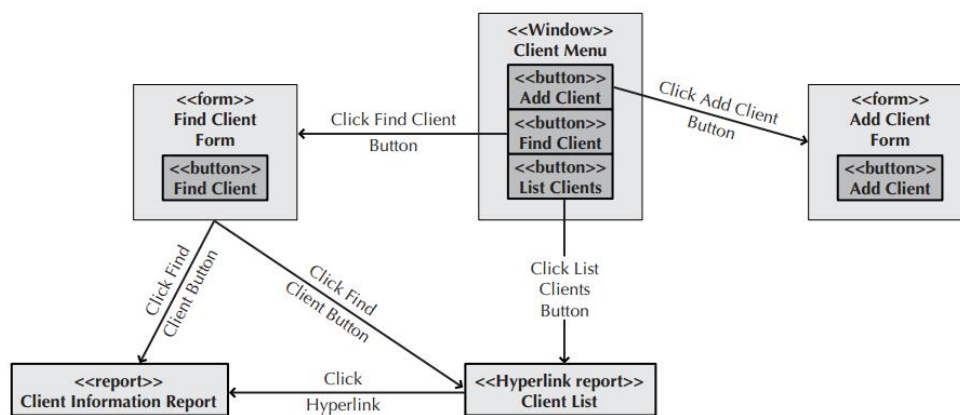 <<Window>>
Client Menu
<<button>>
Add Client
<<button>>
Find Client
<<button>>
List Clients
<<form>>
Find Client
Form
<<button>>
Find Client
Click Find Client
Button
Click Add Client
Button
<<form>>
Add Client
Form
<<button>>
Add Client
Click Find
Client Button
Click Find
Client Button
Click List
Clients
Button
<<report>>
Client Information Report
Click
Hyperlink
<<Hyperlink report>>
Client List